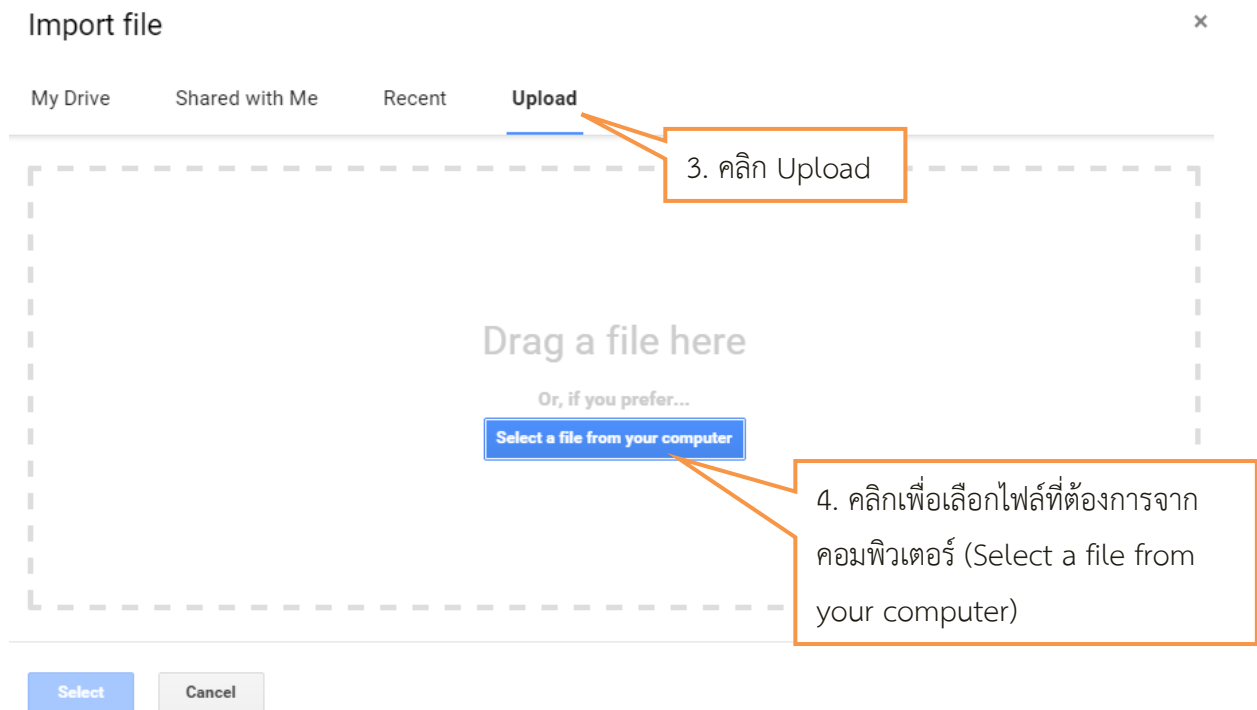 Import file
×
My Drive Shared with Me Recent Upload
3. คลิก Upload
Drag a file here
Or, if you prefer...
Select a file from your computer
4. คลิกเพื่อเลือกไฟล์ที่ต้องการจาก
คอมพิวเตอร์ (Select a file from
your computer)
Select Cancel